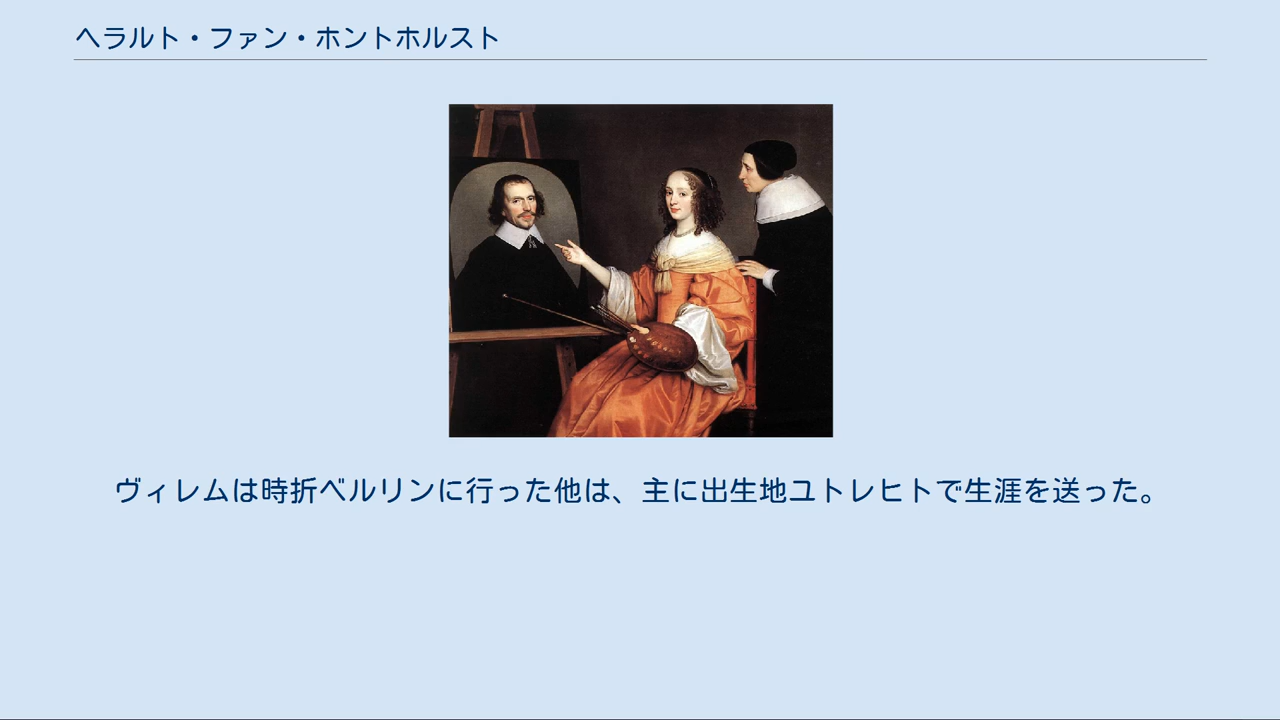 ヘラルト・ファン・ホントホルスト
ヴィレムは時折ベルリンに行った他は、主に出生地ユトレヒトで生涯を送った。